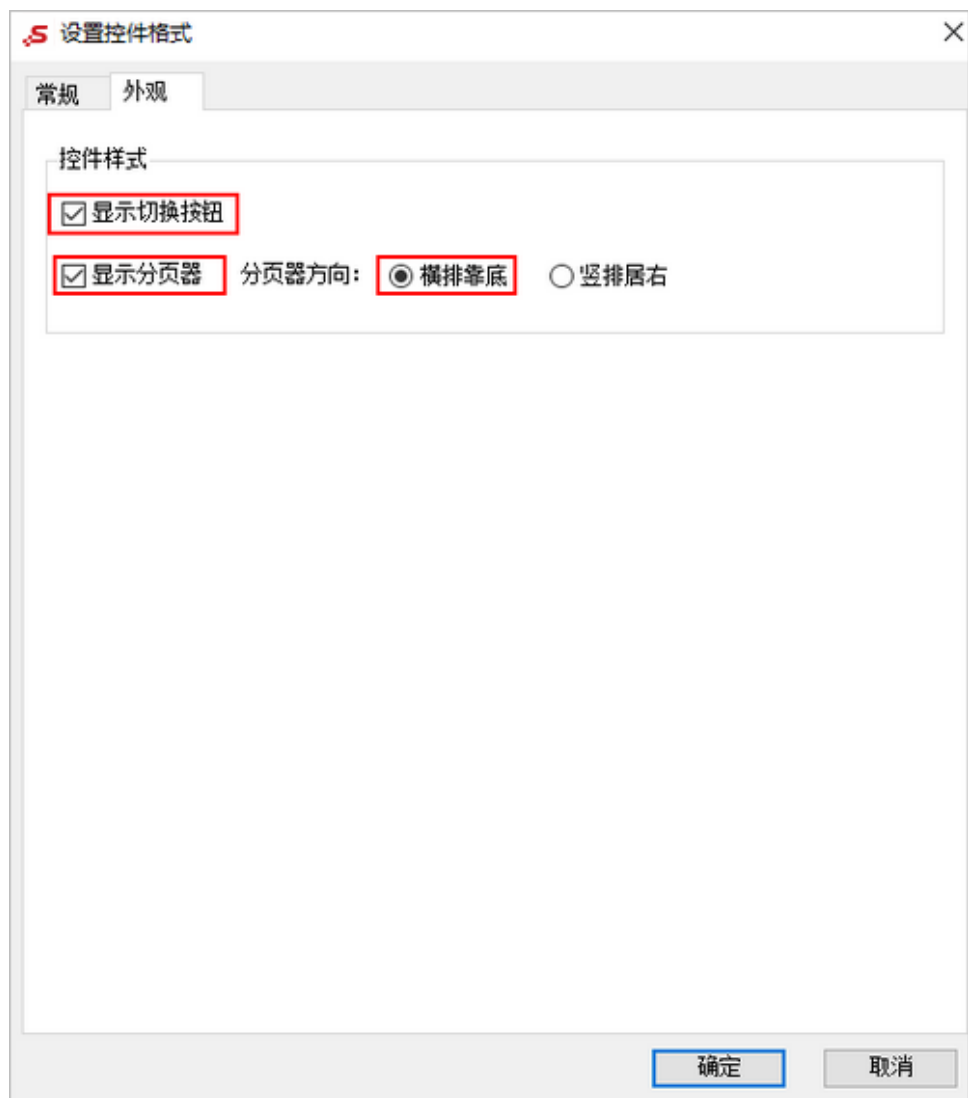 设置控件格式
常规 外观
控件样式
显示切换按钮
显示分页器 分页器方向： 横排靠底 竖排居右
确定 取消